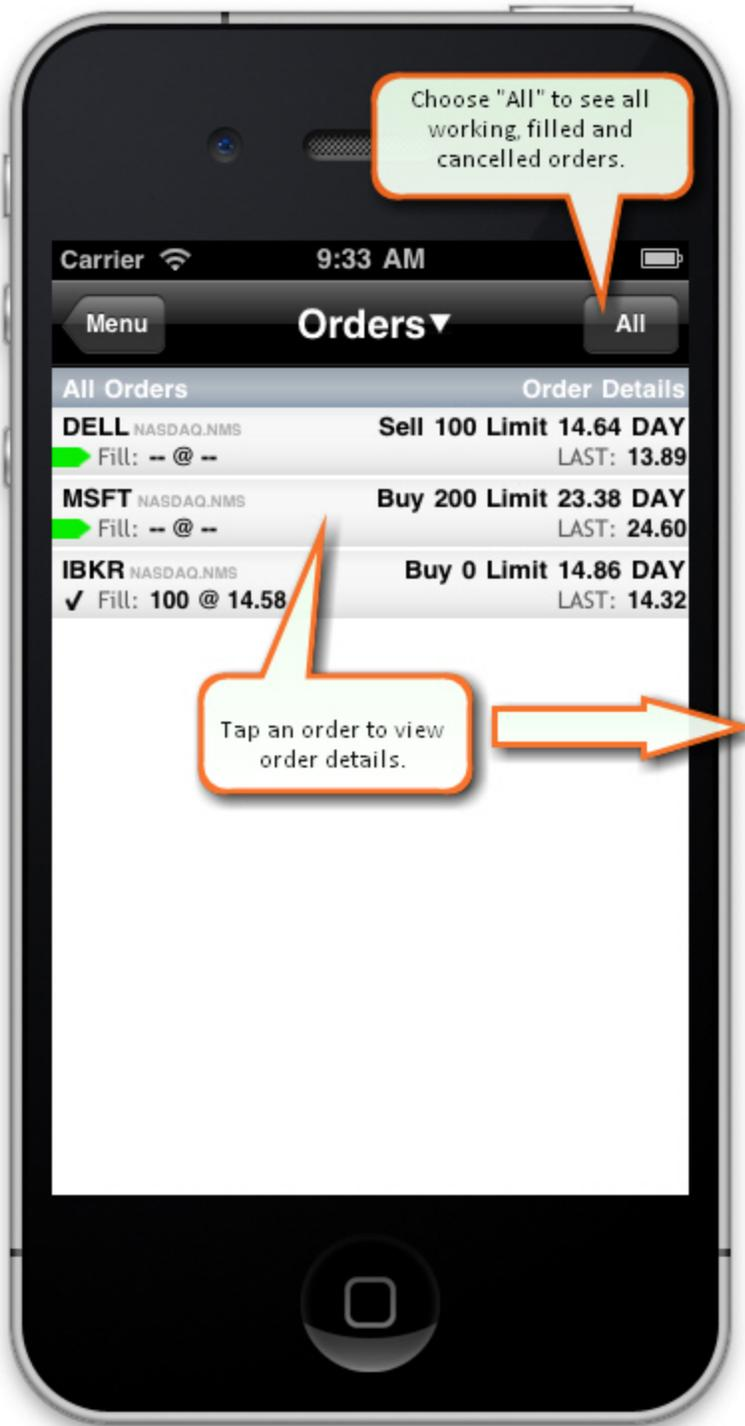 Choose "All" to see all
working, filled and
cancelled orders.
Carrier 9:33 AM
Menu Orders▼ All
All Orders Order Details
DELL NASDAQ.NMS Sell 100 Limit 14.64 DAY
Fill: -- @ -- LAST: 13.89
MSFT NASDAQ.NMS Buy 200 Limit 23.38 DAY
Fill: -- @ -- LAST: 24.60
IBKR NASDAQ.NMS Buy 0 Limit 14.86 DAY
✓ Fill: 100 @ 14.58 LAST: 14.32
Tap an order to view
order details.